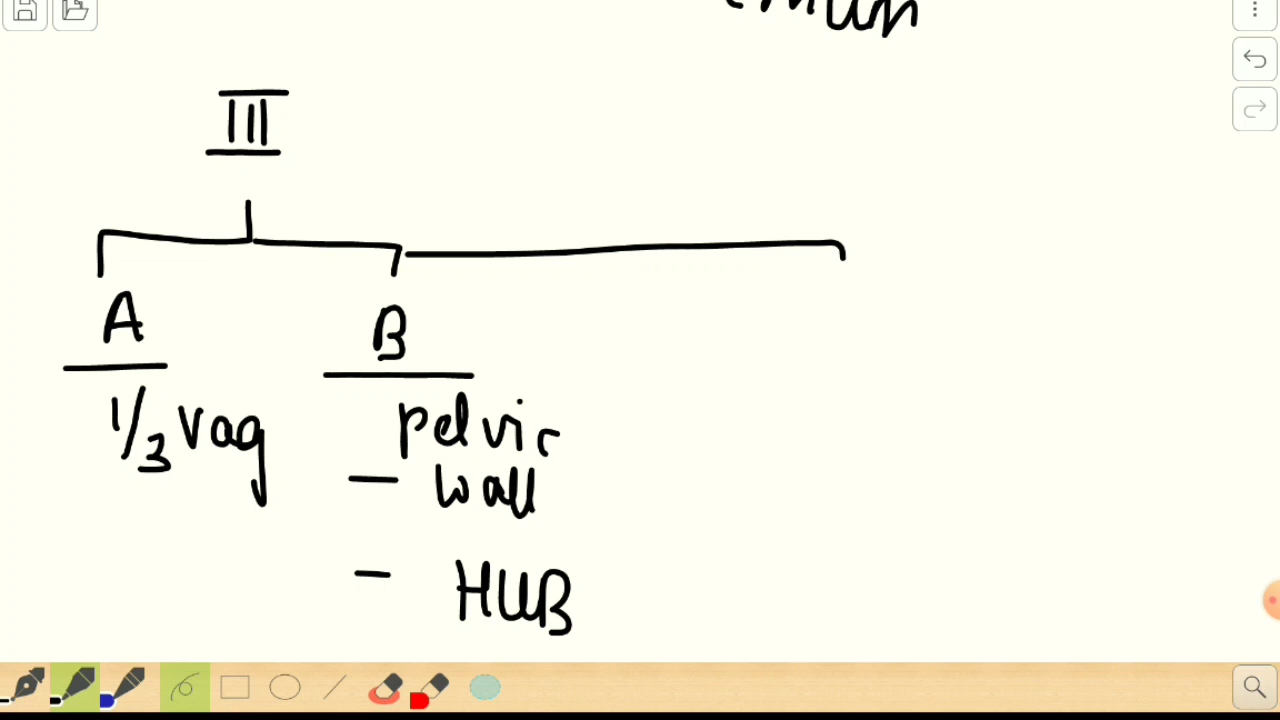 III
A
B
1/3 vag
pelvic
- wall
- HUB